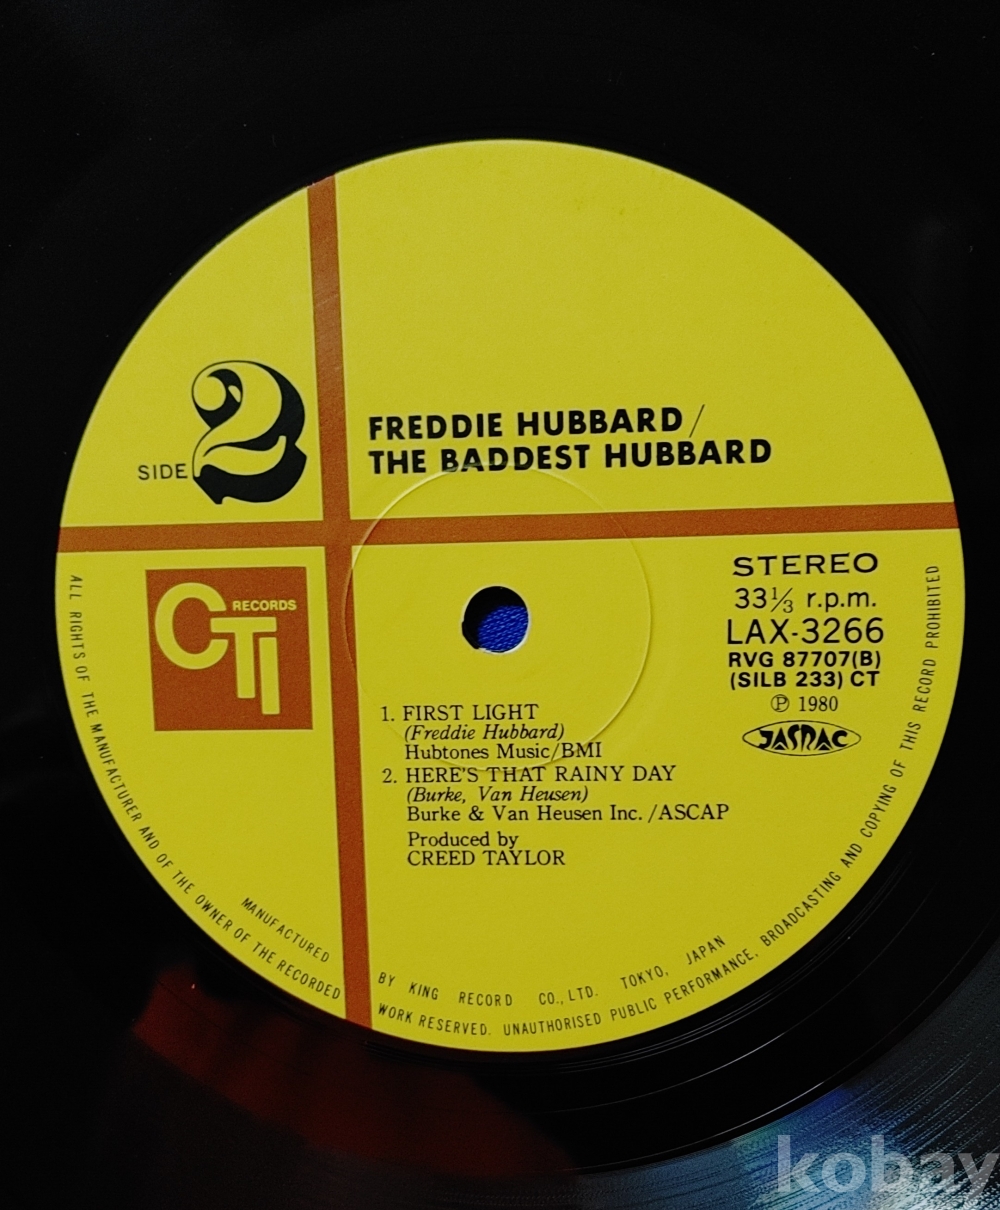 SIDE 2
FREDDIE HUBBARD/
THE BADDEST HUBBARD
CTI RECORDS
STEREO
33⅓ r.p.m.
LAX-3266
RVG 87707(B)
(SILB 233) CT
Ⓟ 1980
JASRAC
1. FIRST LIGHT
(Freddie Hubbard)
Hubtones Music/BMI
2. HERE'S THAT RAINY DAY
(Burke, Van Heusen)
Burke & Van Heusen Inc. /ASCAP
Produced by
CREED TAYLOR
MANUFACTURED BY KING RECORD CO., LTD. TOKYO, JAPAN
ALL RIGHTS OF THE MANUFACTURER AND OF THE OWNER OF THE RECORDED WORK RESERVED. UNAUTHORISED PUBLIC PERFORMANCE, BROADCASTING AND COPYING OF THIS RECORD PROHIBITED
kobay